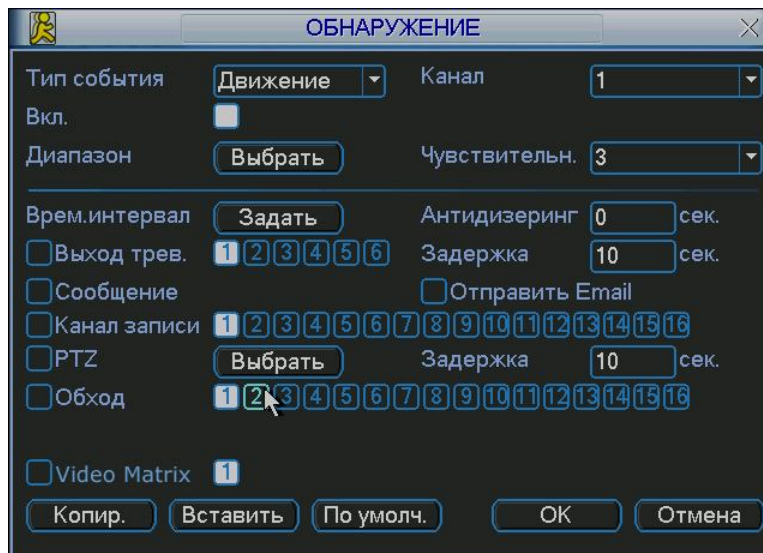 ОБНАРУЖЕНИЕ
Тип события Движение Канал 1
Вкл.
Диапазон Выбрать Чувствительн. 3
Врем.интервал Задать Антидизеринг 0 сек.
Выход трев. 1 2 3 4 5 6 Задержка 10 сек.
Сообщение Отправить Email
Канал записи 1 2 3 4 5 6 7 8 9 10 11 12 13 14 15 16
PTZ Выбрать Задержка 10 сек.
Обход 1 2 3 4 5 6 7 8 9 10 11 12 13 14 15 16
Video Matrix 1
Копир. Вставить По умолч. OK Отмена